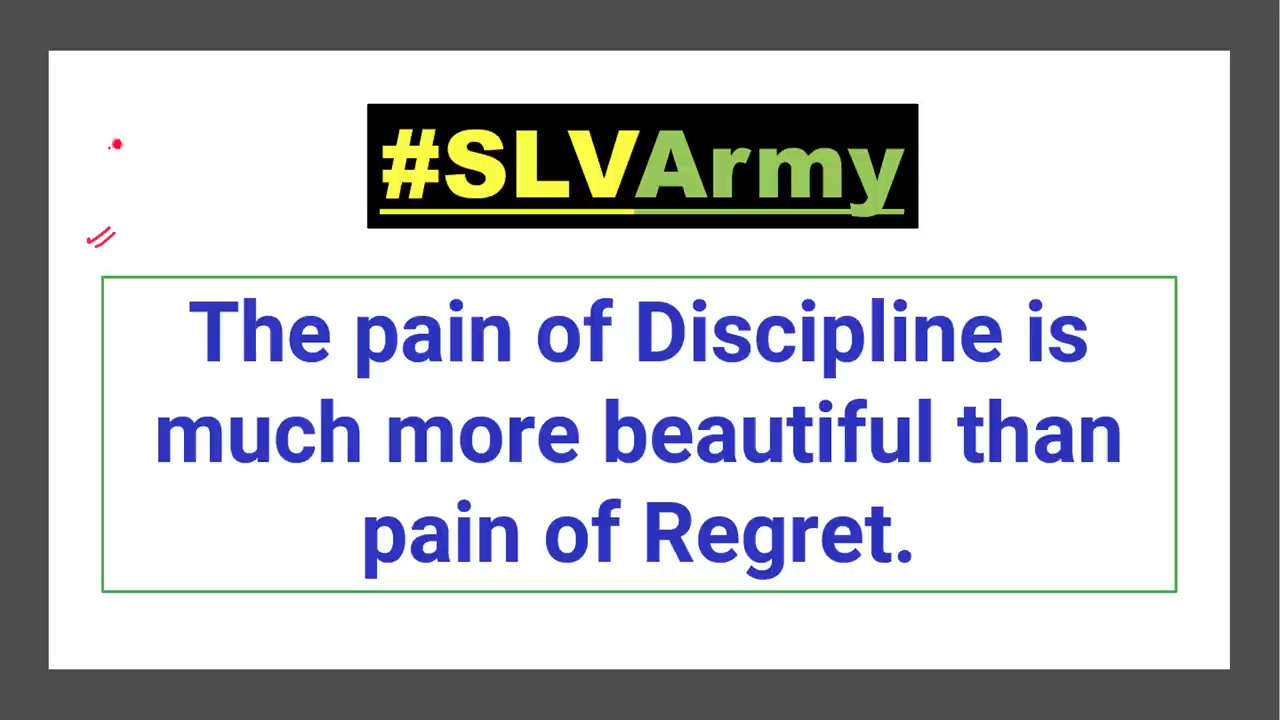 #SLVArmy
The pain of Discipline is
much more beautiful than
pain of Regret.